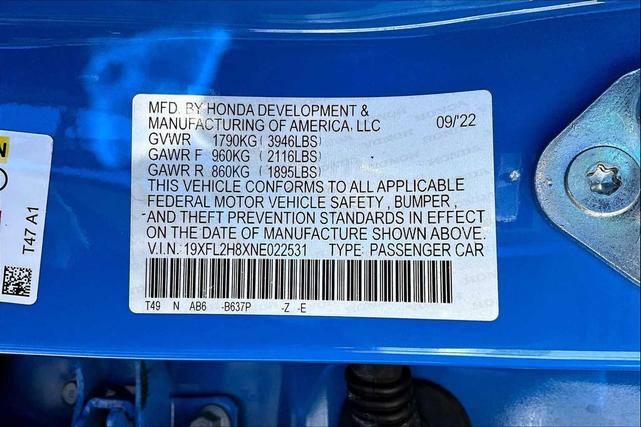 MFD. BY HONDA DEVELOPMENT &
MANUFACTURING OF AMERICA, LLC 09/'22
GVWR 1790KG ( 3946LBS)
GAWR F 960KG ( 2116LBS)
GAWR R 860KG ( 1895LBS)
THIS VEHICLE CONFORMS TO ALL APPLICABLE
FEDERAL MOTOR VEHICLE SAFETY , BUMPER ,
AND THEFT PREVENTION STANDARDS IN EFFECT
ON THE DATE OF MANUFACTURE SHOWN ABOVE.
V.I.N. 19XFL2H8XNE022531 TYPE: PASSENGER CAR
T49 N AB6 -B637P -Z -E
T47 A1